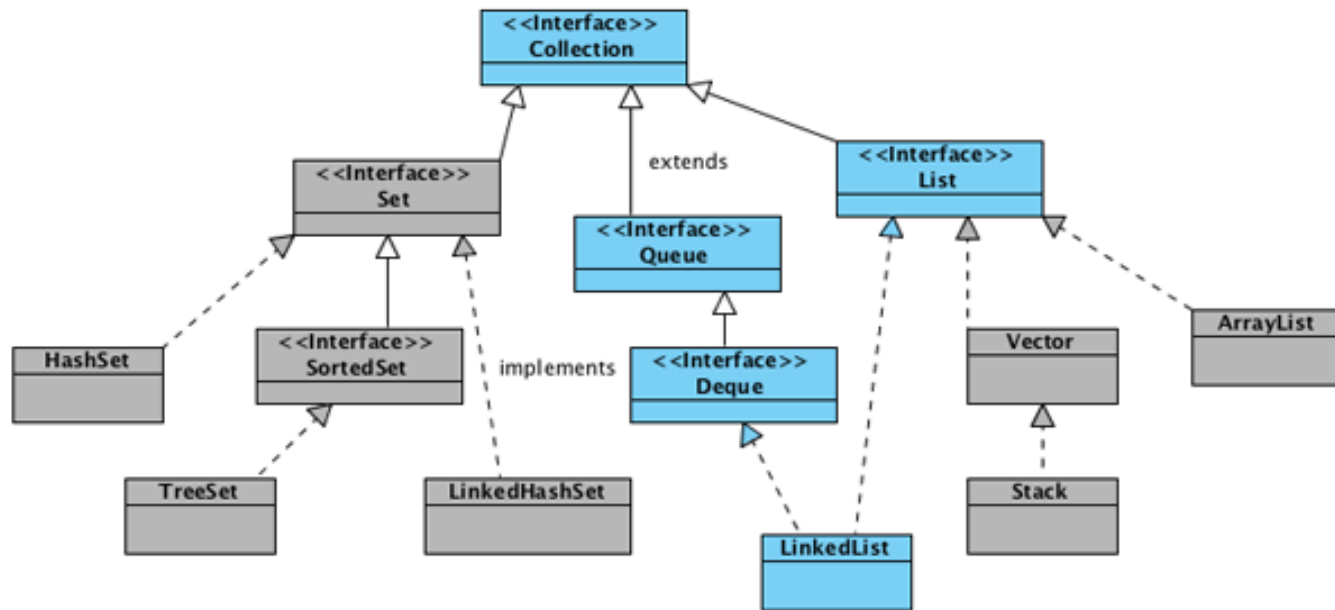 <<Interface>>
Collection
<<Interface>>
Set
extends
<<Interface>>
List
<<Interface>>
Queue
HashSet
<<Interface>>
SortedSet
implements
<<Interface>>
Deque
Vector
ArrayList
TreeSet
LinkedHashSet
LinkedList
Stack